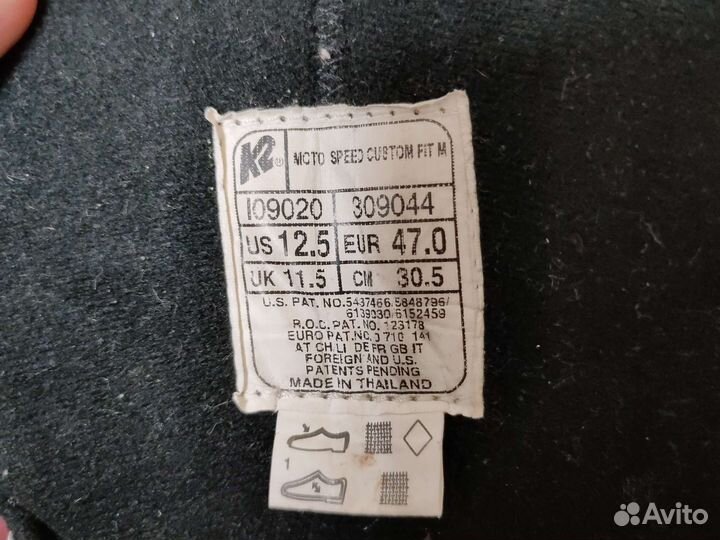 K2® MOTO SPEED CUSTOM FIT M
I09020 309044
US 12.5 EUR 47.0
UK 11.5 CM 30.5
U.S. PAT. NO. 5437466.5848796/
6139030/6152459
R.O.C. PAT. NO. 123178
EURO PAT. NO. 0 710 141
AT CH LI DE FR GB IT
FOREIGN AND U.S.
PATENTS PENDING
MADE IN THAILAND
1
Avito